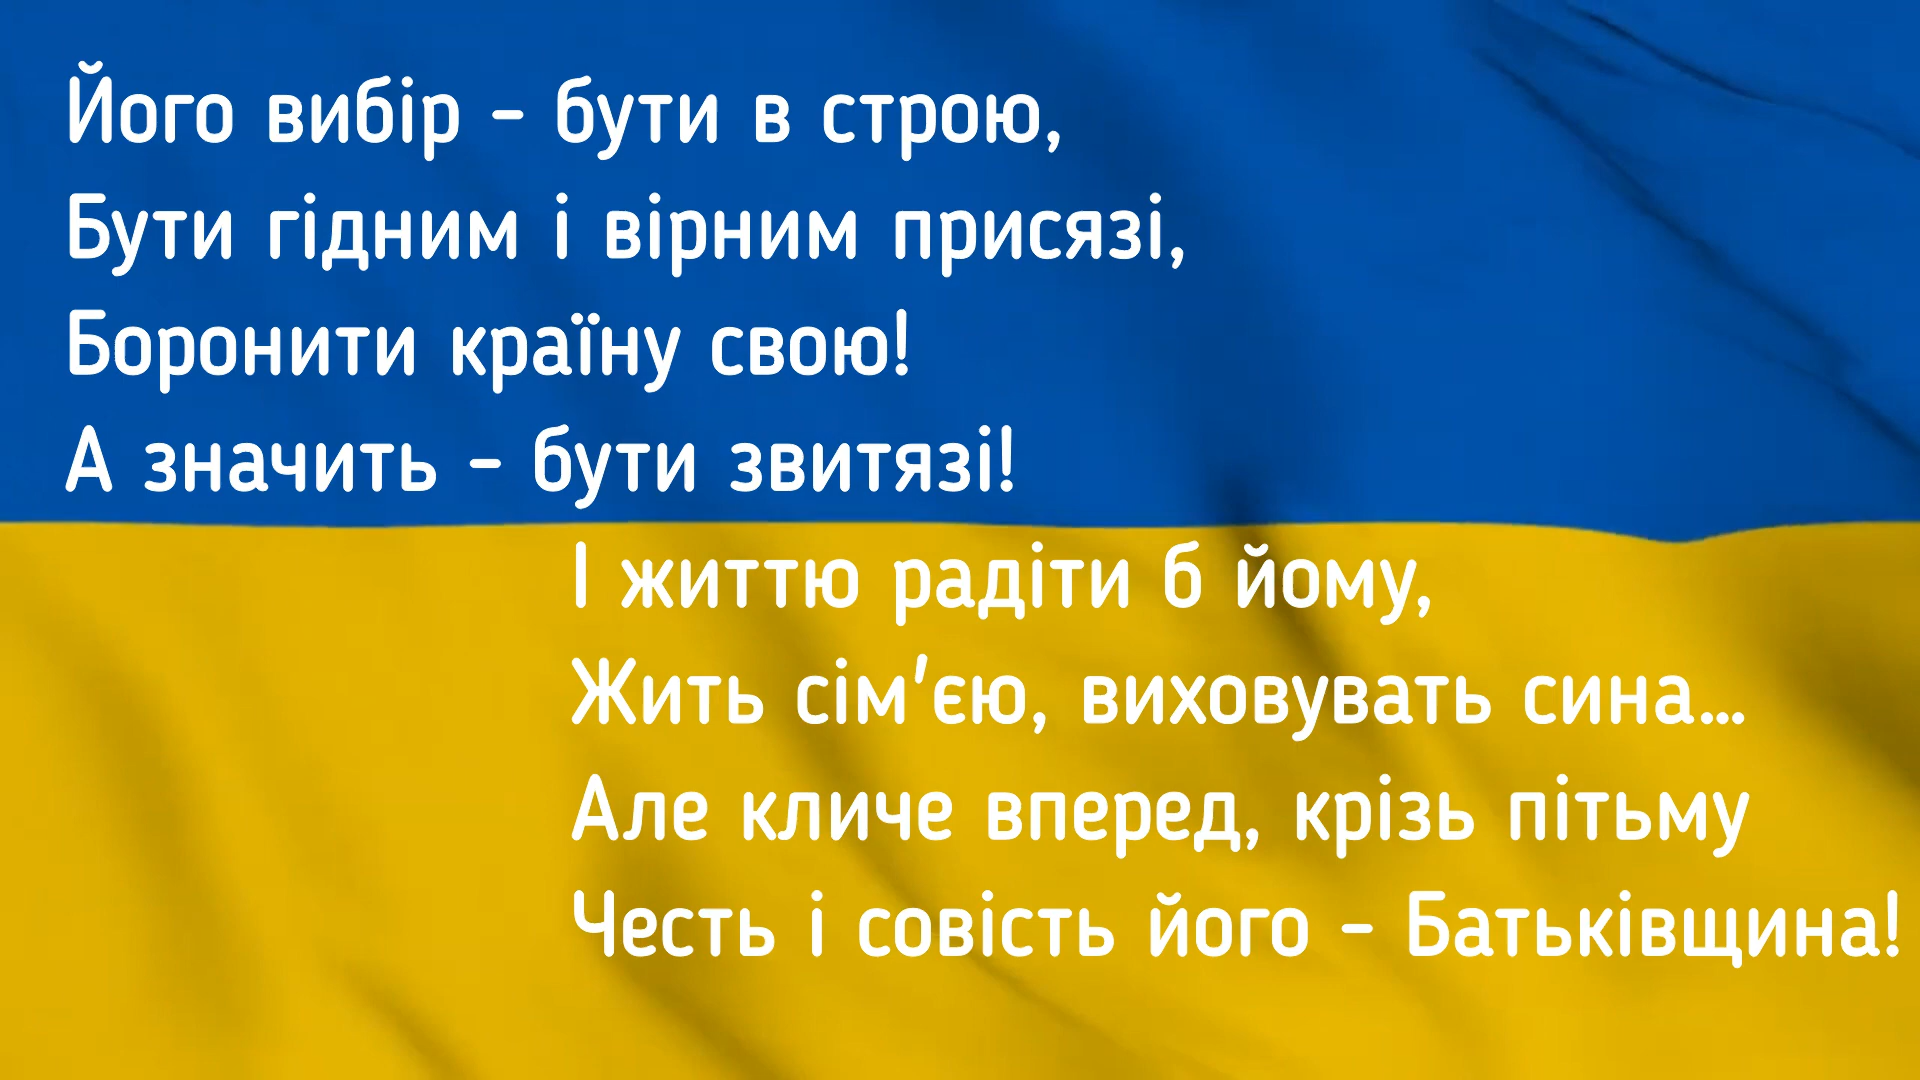 Його вибір - бути в строю,
Бути гідним і вірним присязі,
Боронити країну свою!
А значить - бути звитязі!
І життю радіти б йому,
Жить сім'єю, виховувать сина...
Але кличе вперед, крізь пітьму
Честь і совість його - Батьківщина!